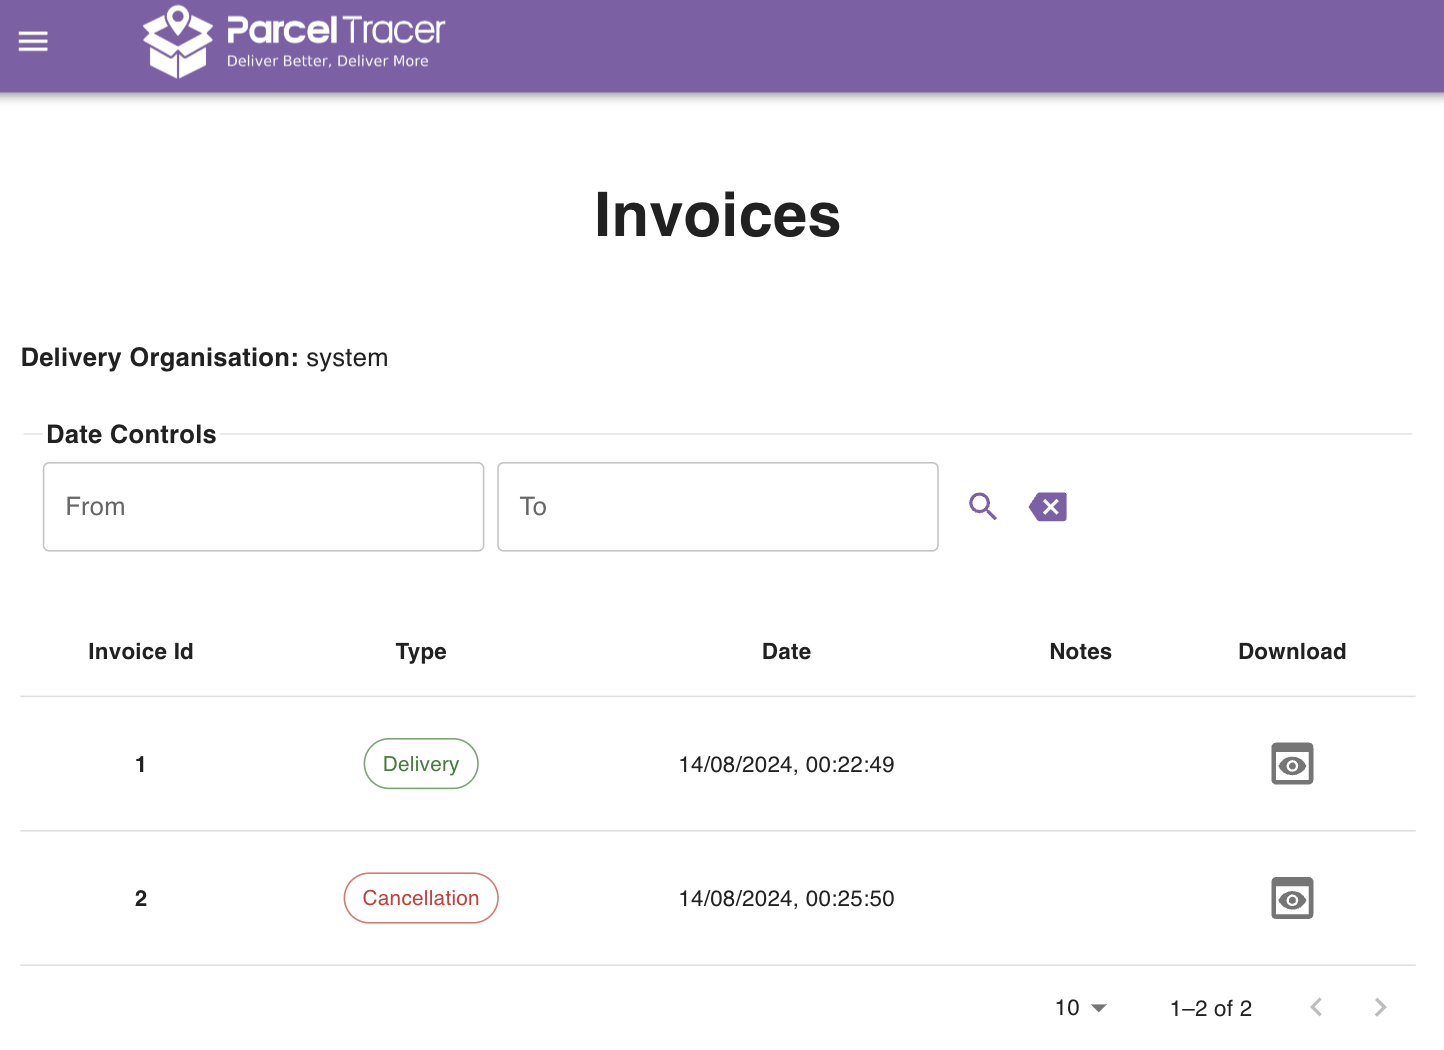 ParcelTracer
Deliver Better, Deliver More
Invoices
Delivery Organisation: system
Date Controls
From To
Invoice Id Type Date Notes Download
1 Delivery 14/08/2024, 00:22:49
2 Cancellation 14/08/2024, 00:25:50
10 1–2 of 2